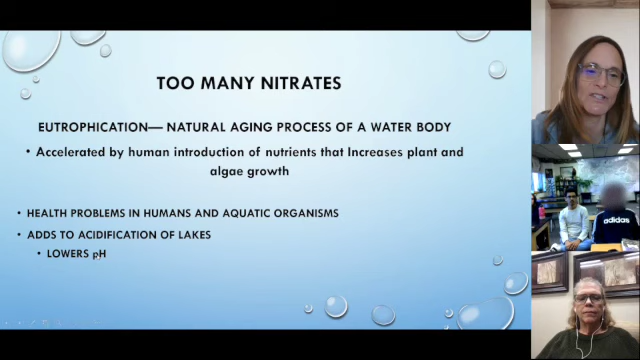 TOO MANY NITRATES
EUTROPHICATION— NATURAL AGING PROCESS OF A WATER BODY
• Accelerated by human introduction of nutrients that Increases plant and
algae growth
• HEALTH PROBLEMS IN HUMANS AND AQUATIC ORGANISMS
• ADDS TO ACIDIFICATION OF LAKES
• LOWERS pH
adidas